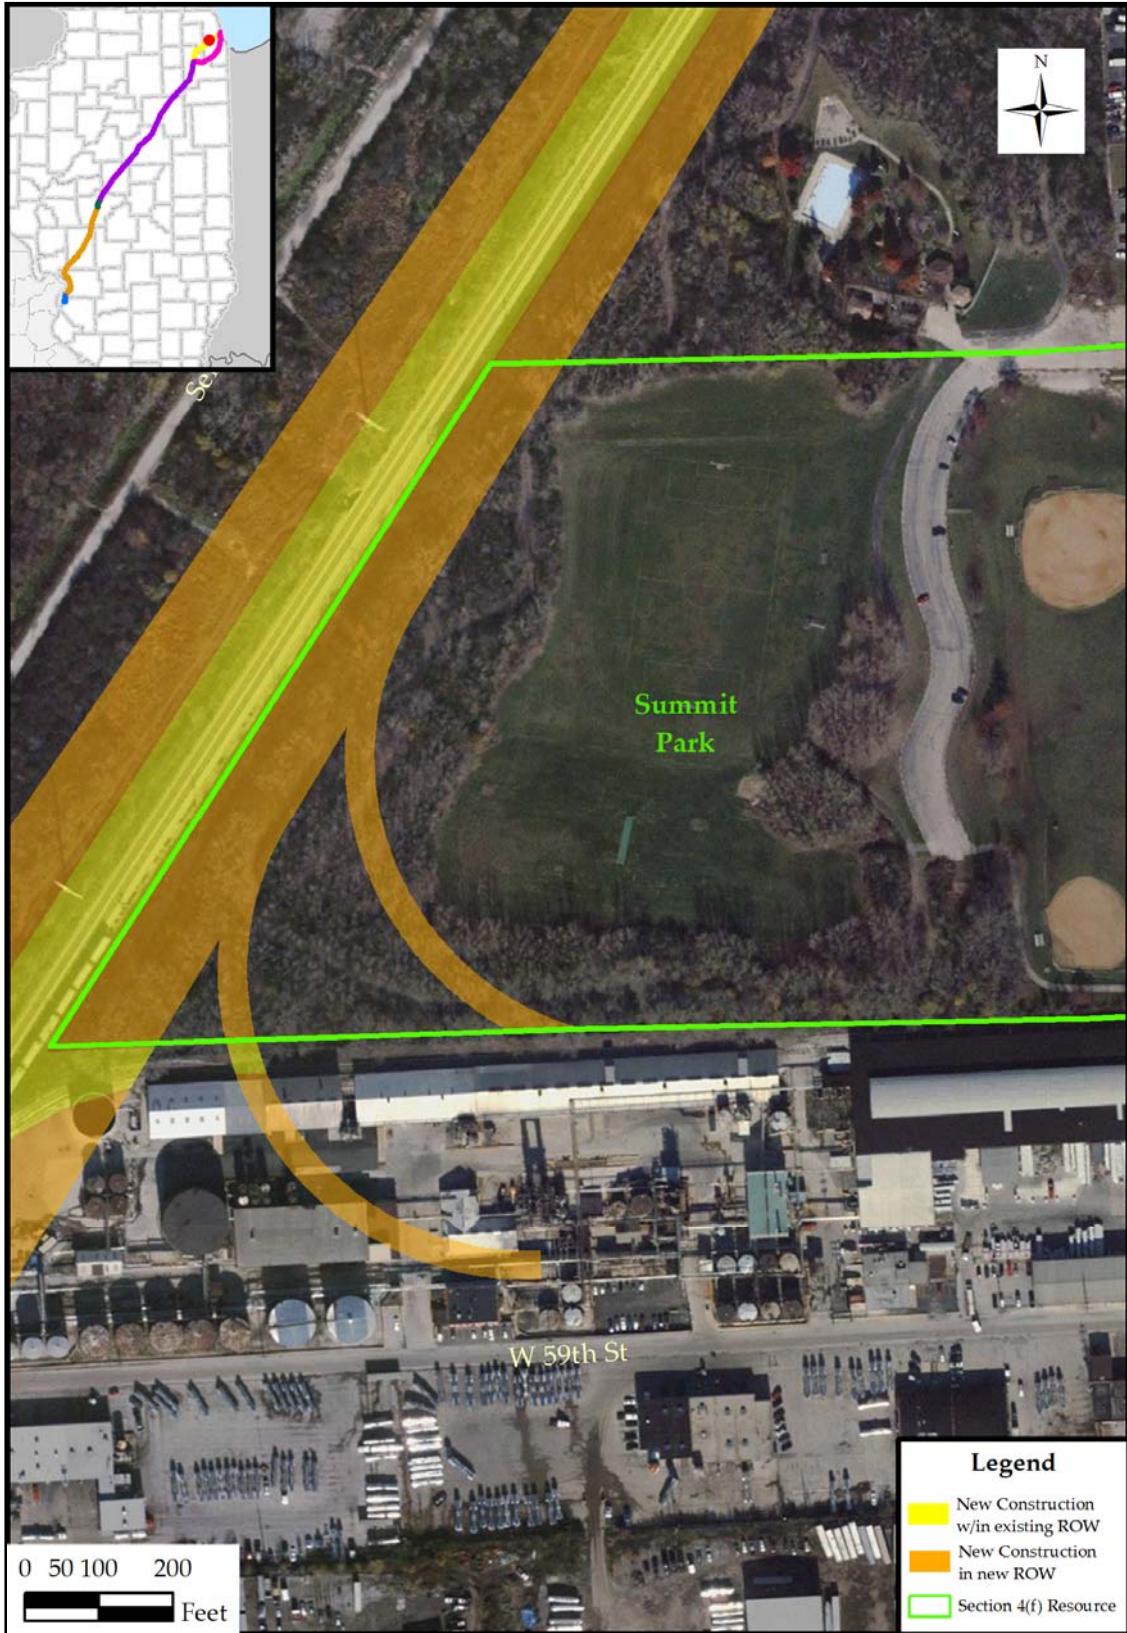 N
Summit
Park
W 59th St
Legend
New Construction
w/in existing ROW
New Construction
in new ROW
Section 4(f) Resource
0 50 100 200
Feet